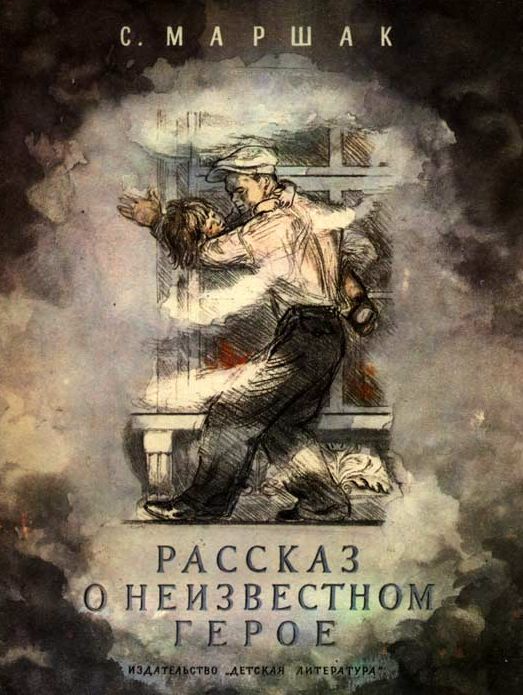 С. МАРШАК
РАССКАЗ
О НЕИЗВЕСТНОМ
ГЕРОЕ
ИЗДАТЕЛЬСТВО „ДЕТСКАЯ ЛИТЕРАТУРА"